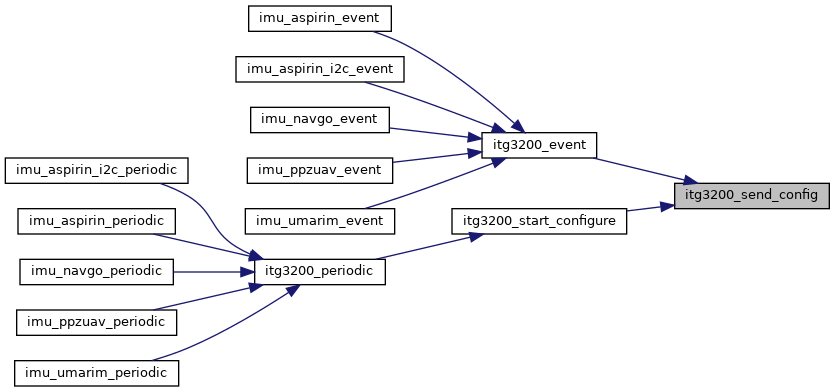 imu_aspirin_event
imu_aspirin_i2c_event
imu_navgo_event
itg3200_event
imu_aspirin_i2c_periodic
imu_ppzuav_event
itg3200_send_config
imu_aspirin_periodic
imu_umarim_event
itg3200_start_configure
imu_navgo_periodic
itg3200_periodic
imu_ppzuav_periodic
imu_umarim_periodic